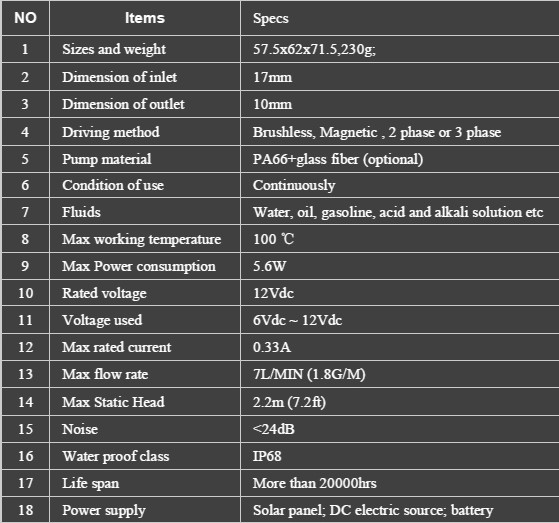 NO Items Specs
1 Sizes and weight 57.5x62x71.5,230g;
2 Dimension of inlet 17mm
3 Dimension of outlet 10mm
4 Driving method Brushless, Magnetic , 2 phase or 3 phase
5 Pump material PA66+glass fiber (optional)
6 Condition of use Continuously
7 Fluids Water, oil, gasoline, acid and alkali solution etc
8 Max working temperature 100 ℃
9 Max Power consumption 5.6W
10 Rated voltage 12Vdc
11 Voltage used 6Vdc ~ 12Vdc
12 Max rated current 0.33A
13 Max flow rate 7L/MIN (1.8G/M)
14 Max Static Head 2.2m (7.2ft)
15 Noise <24dB
16 Water proof class IP68
17 Life span More than 20000hrs
18 Power supply Solar panel; DC electric source; battery